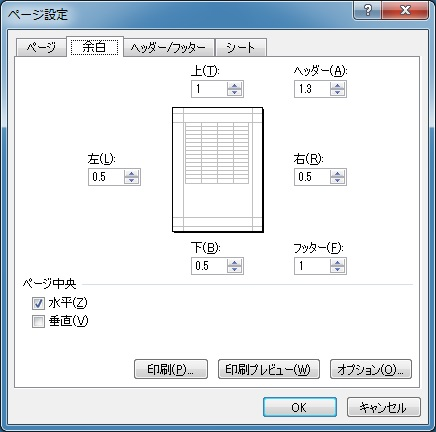 ページ設定
ページ 余白 ヘッダー/フッター シート
上(T): ヘッダー(A):
1 1.3
左(L): 右(R):
0.5 0.5
下(B): フッター(F):
0.5 1
ページ中央
水平(Z)
垂直(V)
印刷(P)... 印刷プレビュー(W) オプション(O)...
OK キャンセル